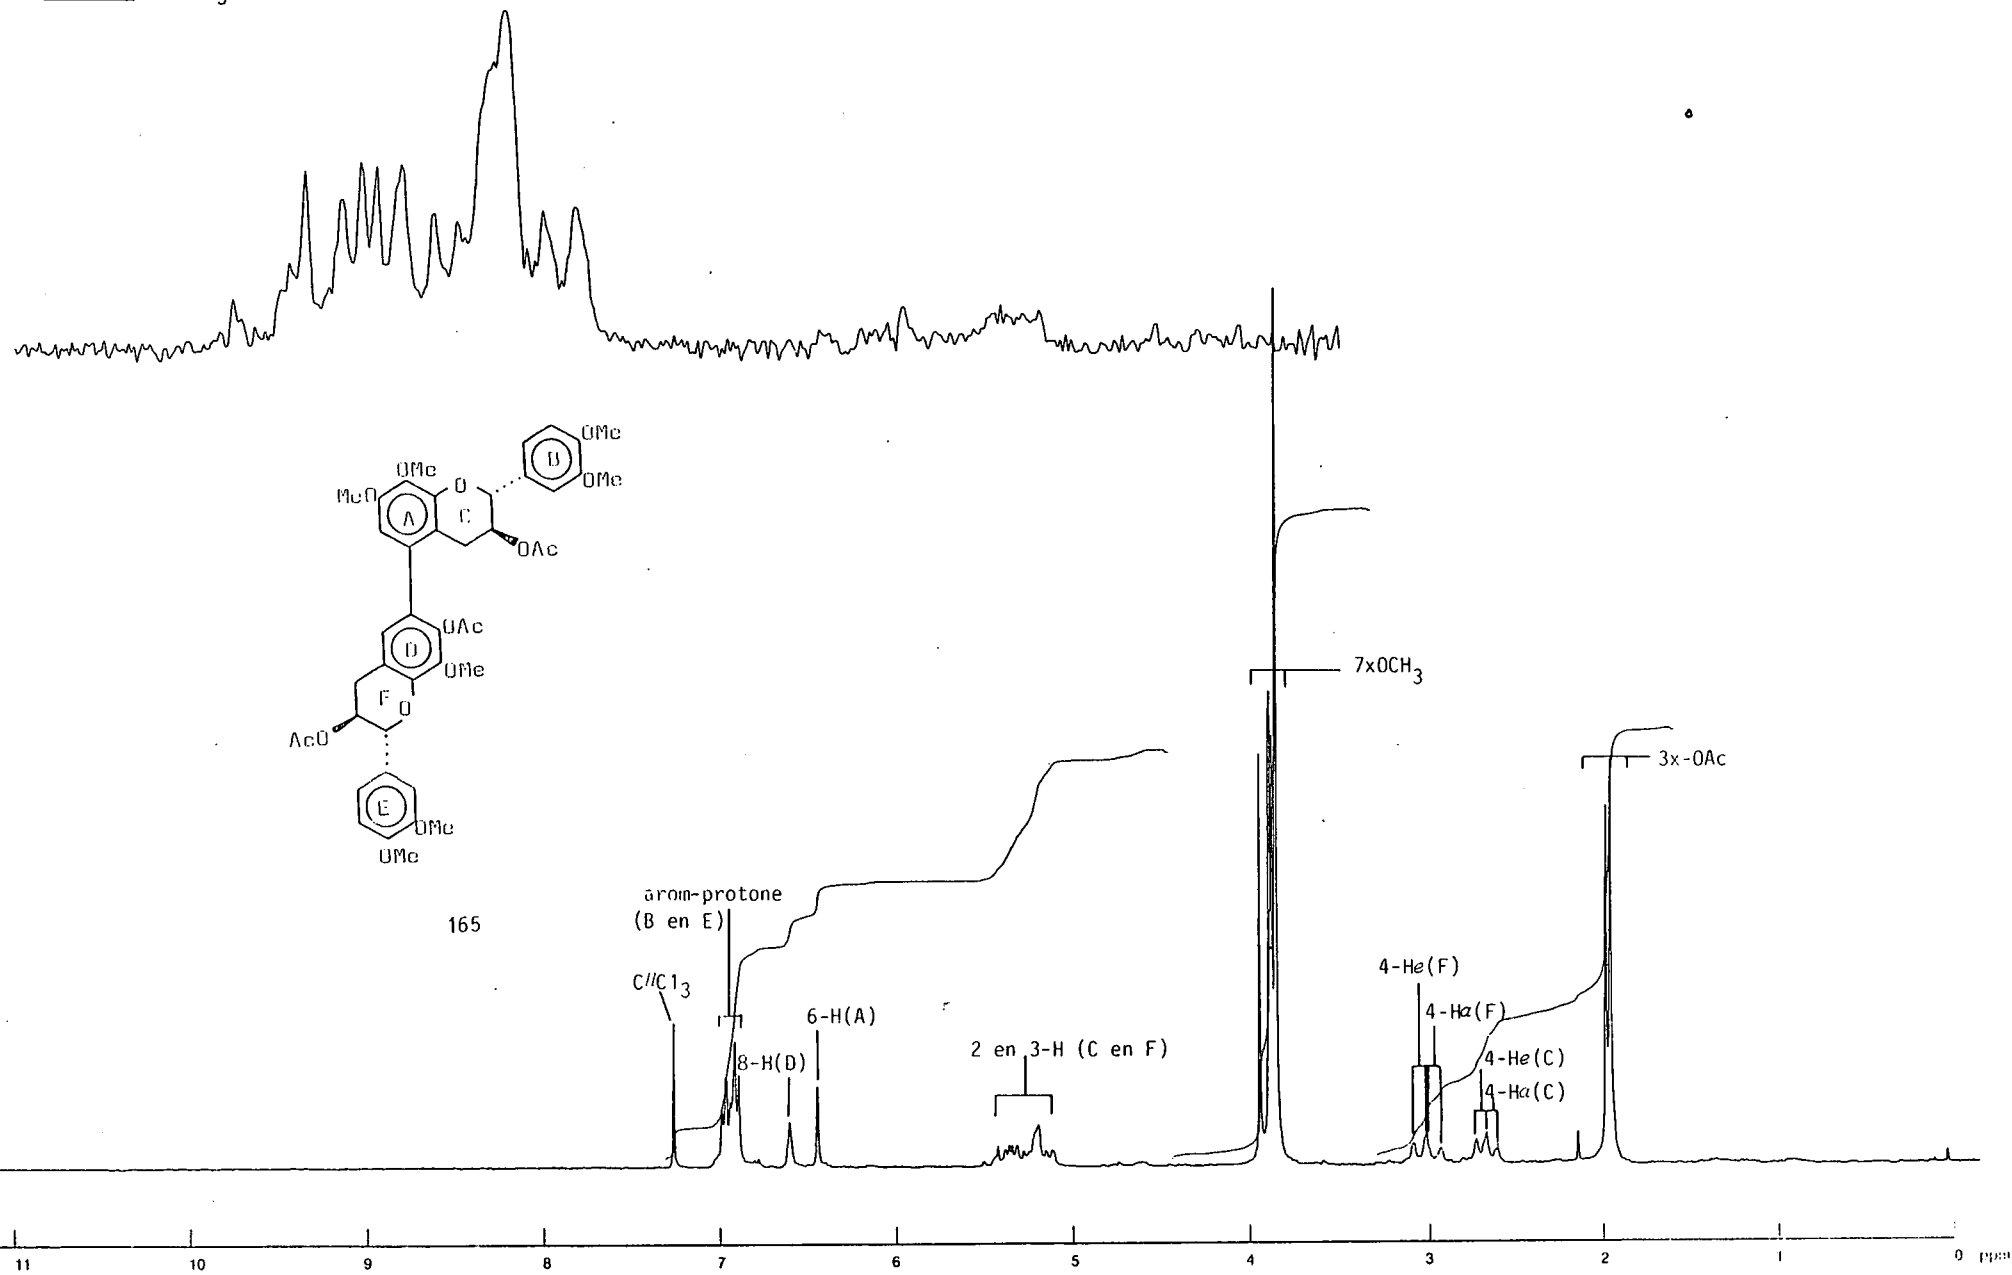 OMe
OMe
B
OMe
MeO
O
A
C
OAc
OAc
D
OMe
F
O
AcO
E
OMe
OMe
165
arom-protone
(B en E)
CHCl3
8-H(D)
6-H(A)
2 en 3-H (C en F)
7xOCH3
4-He(F)
4-Ha(F)
4-He(C)
4-Ha(C)
3x-OAc
11 10 9 8 7 6 5 4 3 2 1 0 ppm